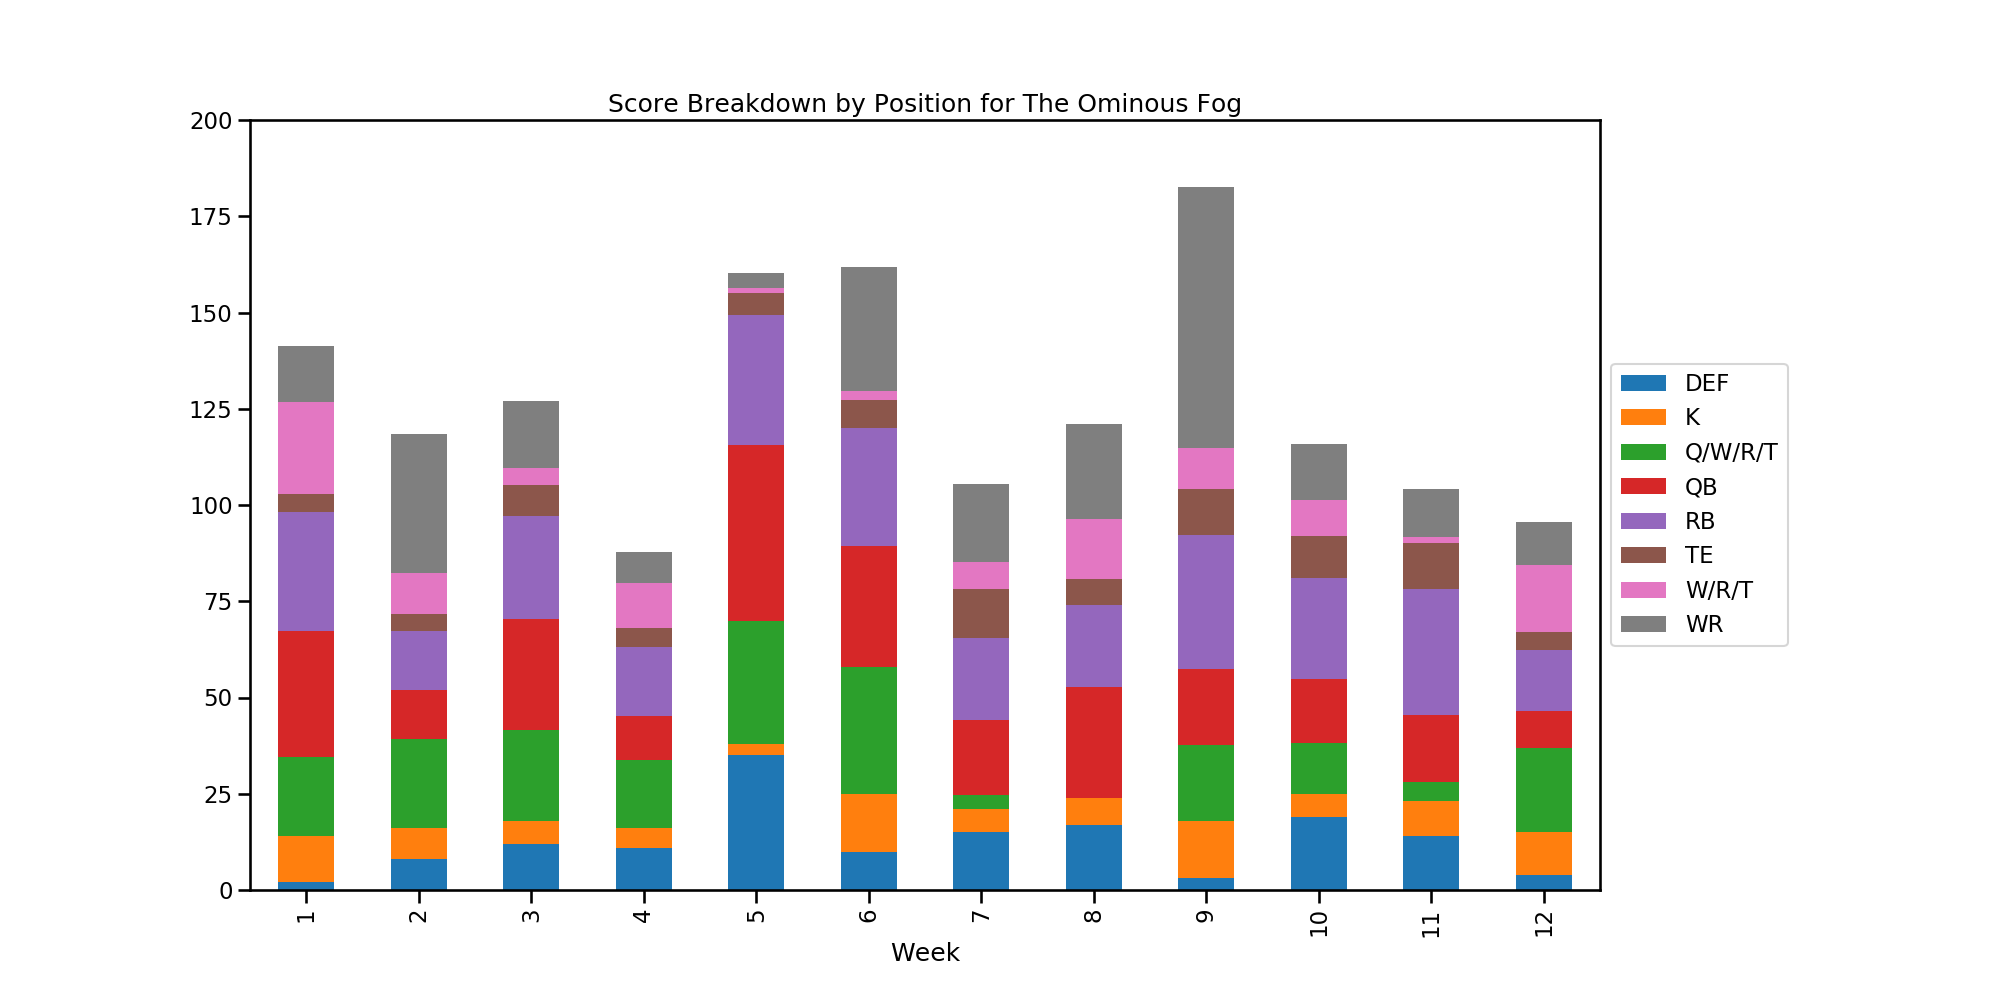 Score Breakdown by Position for The Ominous Fog
200
175
150
125
100
75
50
25
0
1 2 3 4 5 6 7 8 9 10 11 12
Week
DEF
K
Q/W/R/T
QB
RB
TE
W/R/T
WR